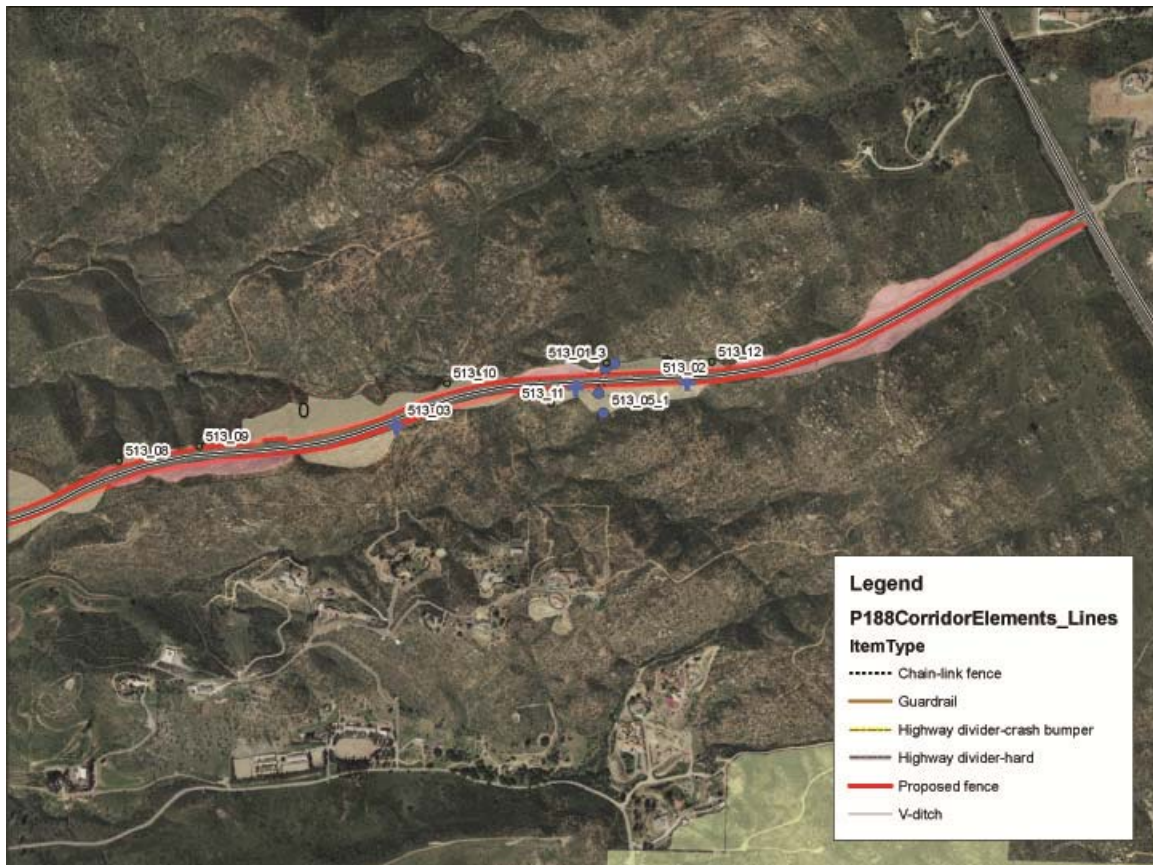 513_01_3
513_12
513_10
513_02
513_11
513_05_1
0
513_03
513_09
513_08
Legend
P188CorridorElements_Lines
ItemType
Chain-link fence
Guardrail
Highway divider-crash bumper
Highway divider-hard
Proposed fence
V-ditch